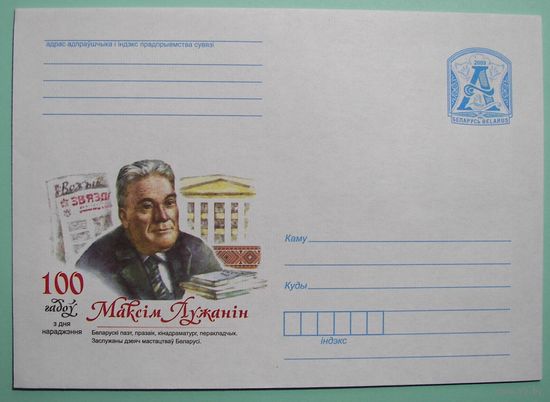 адрас адпраўшчыка і індэкс прадпрыемства сувязі
2009
А
БЕЛАРУСЬ BELARUS
Вожык
ЗВЯЗДА
100
гадоў
з дня
нараджэння
Максім Лужанін
Беларускі паэт, празаік, кінадраматург, перакладчык.
Заслужаны дзеяч мастацтваў Беларусі.
Каму
Куды
індэкс